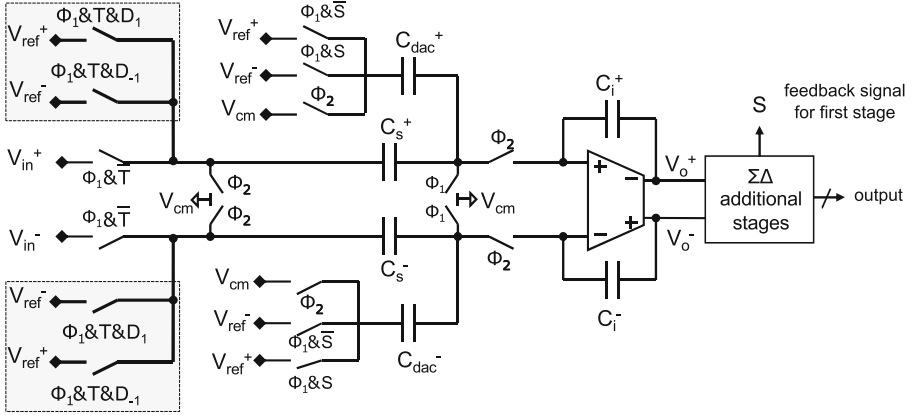 Φ1&T&D1
Vref+
Φ1&T&D-1
Vref-
Vin+
Φ1&T̅
Φ1&T̅
Vin-
Vref-
Φ1&T&D1
Vref+
Φ1&T&D-1
Φ1&S̅
Vref+
Φ1&S
Vref-
Vcm
Φ2
Cdac+
Cs+
Φ2
Vcm
Φ2
Φ1
Vcm
Φ1
Φ2
Φ2
Cs-
Vcm
Φ2
Vref-
Φ1&S̅
Vref+
Φ1&S
Cdac-
Ci+
+
-
-
+
Ci-
Vo+
Vo-
S
feedback signal
for first stage
ΣΔ
additional
stages
output